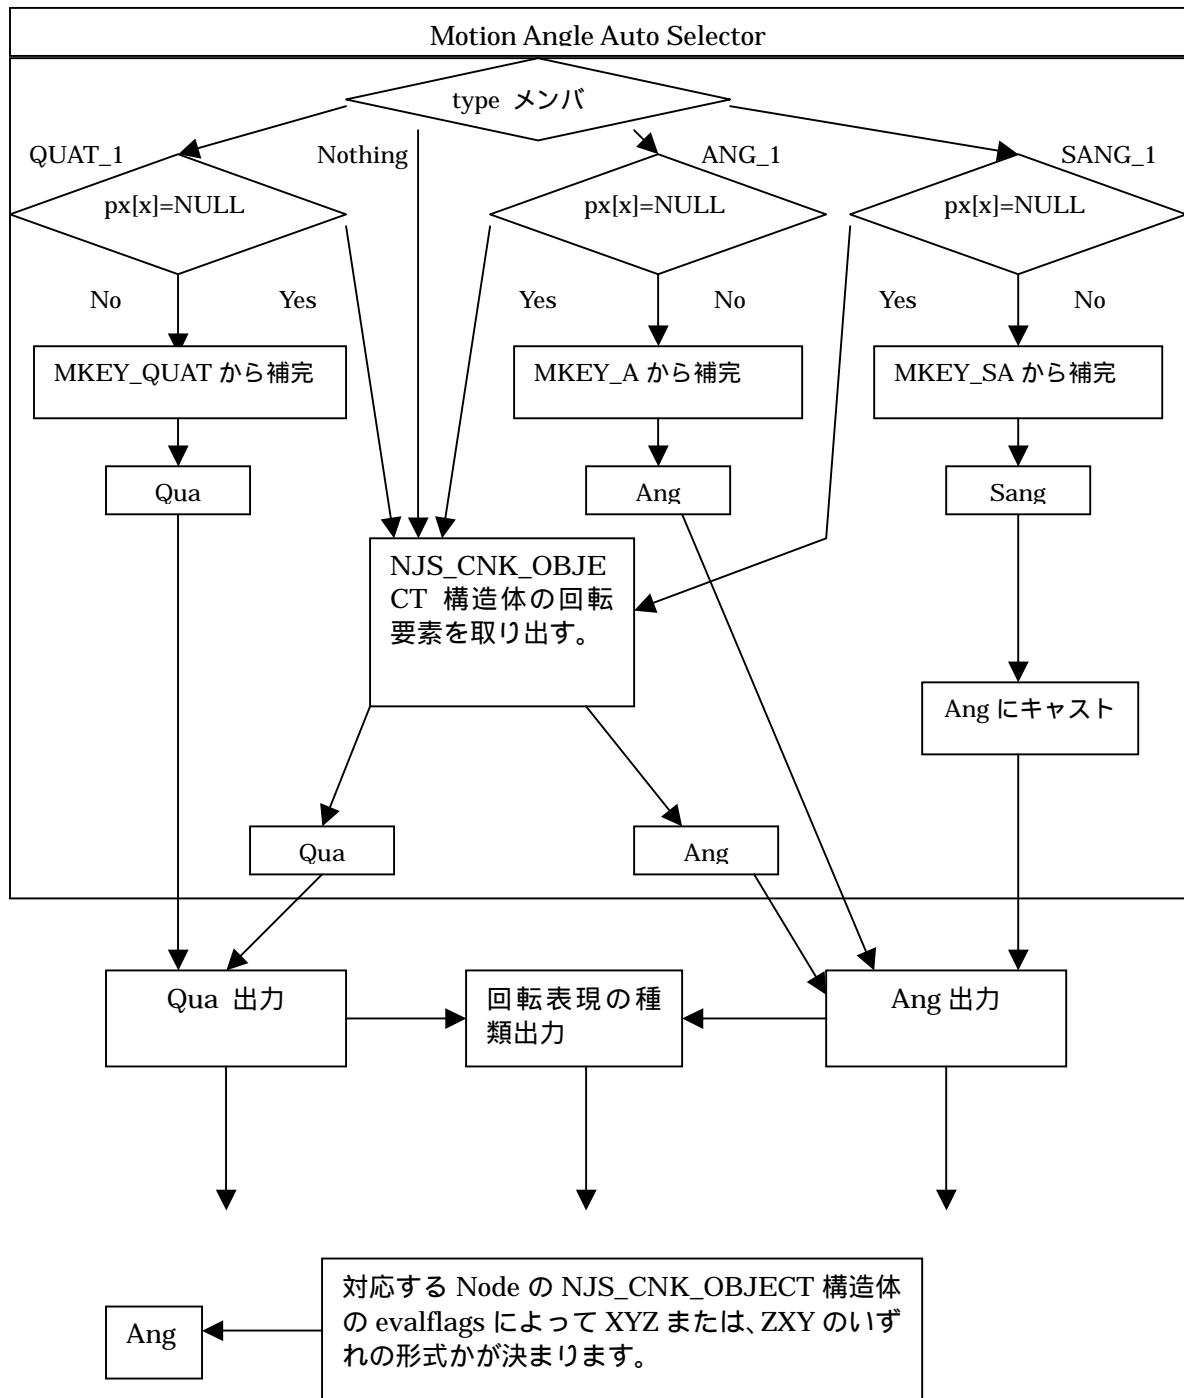 Motion Angle Auto Selector
type メンバ
QUAT_1
Nothing
ANG_1
SANG_1
px[x]=NULL
px[x]=NULL
px[x]=NULL
No
Yes
Yes
No
Yes
No
MKEY_QUAT から補完
MKEY_A から補完
MKEY_SA から補完
Qua
Ang
Sang
NJS_CNK_OBJE
CT 構造体の回転
要素を取り出す。
Ang にキャスト
Qua
Ang
Qua 出力
回転表現の種
類出力
Ang 出力
対応する Node の NJS_CNK_OBJECT 構造体
の evalflags によって XYZ または、ZXY のいず
れの形式かが決まります。
Ang